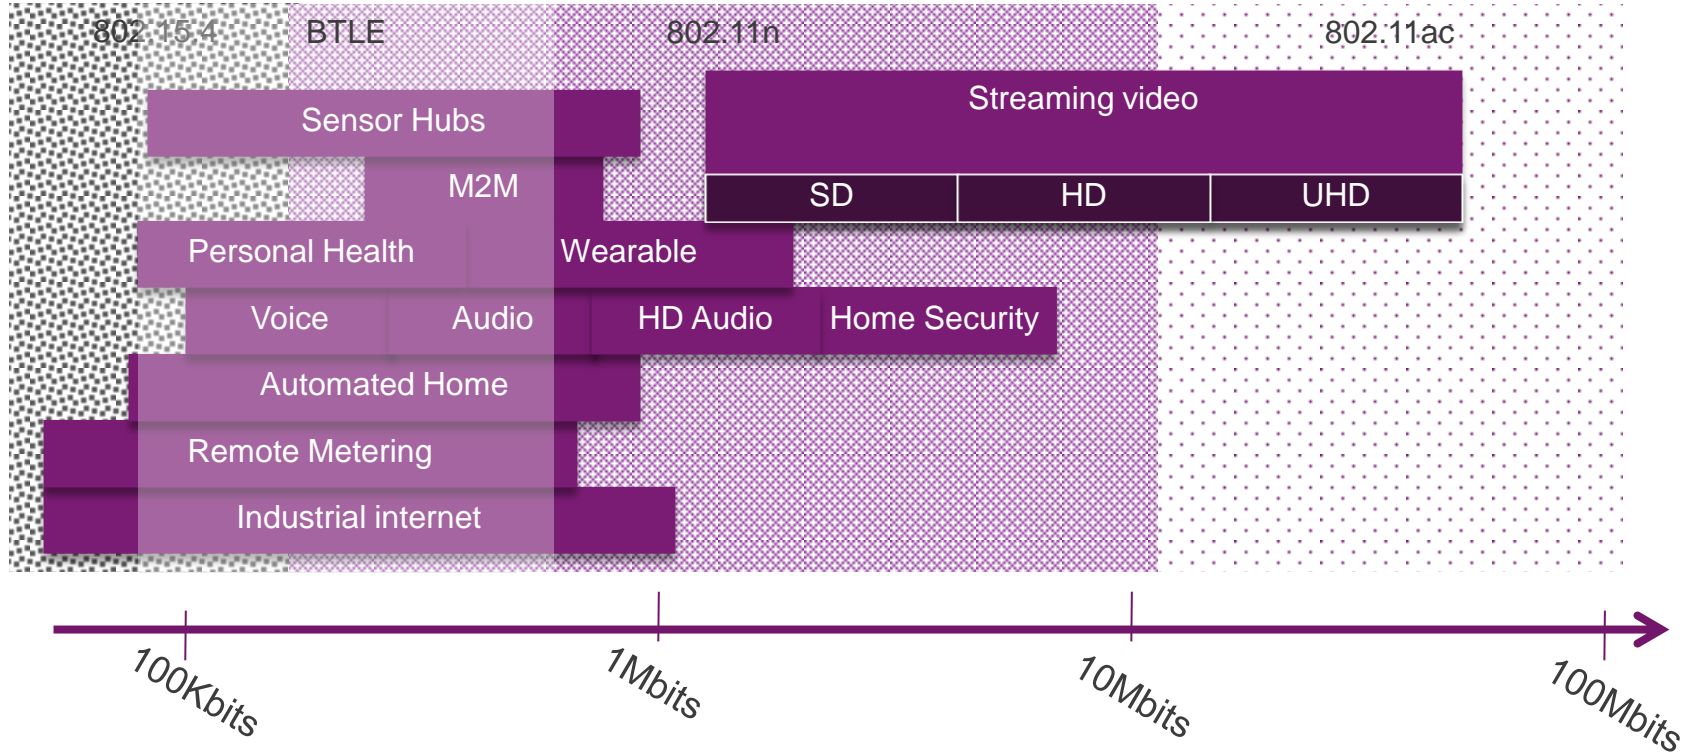 802.15.4
BTLE
802.11n
802.11ac
Streaming video
Sensor Hubs
M2M
SD
HD
UHD
Personal Health
Wearable
Voice
Audio
HD Audio
Home Security
Automated Home
Remote Metering
Industrial internet
100Kbits
1Mbits
10Mbits
100Mbits